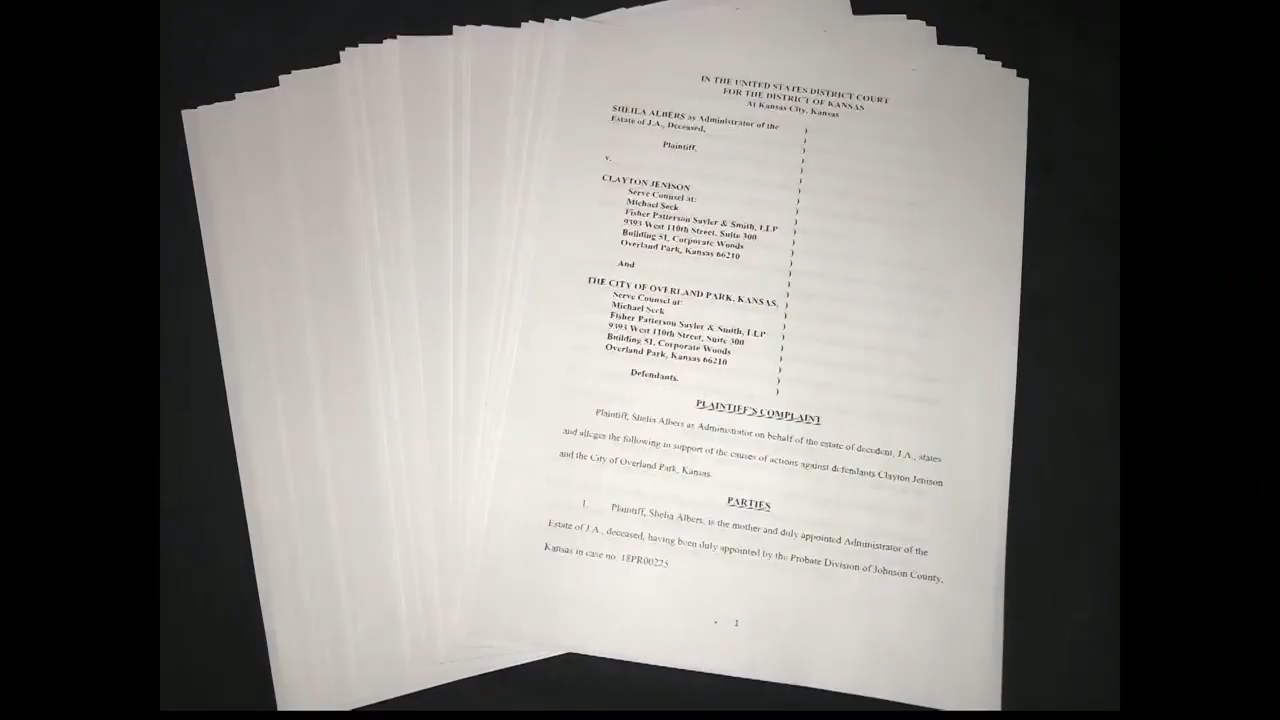 IN THE UNITED STATES DISTRICT COURT
FOR THE DISTRICT OF KANSAS
At Kansas City, Kansas
SHEILA ALBERS as Administrator of the
Estate of J.A., Deceased,
Plaintiff,
v.
CLAYTON JENISON
Serve Counsel at:
Michael Seck
Fisher Patterson Sayler & Smith, LLP
9393 West 110th Street, Suite 300
Building 51, Corporate Woods
Overland Park, Kansas 66210
And
THE CITY OF OVERLAND PARK, KANSAS,
Serve Counsel at:
Michael Seck
Fisher Patterson Sayler & Smith, LLP
9393 West 110th Street, Suite 300
Building 51, Corporate Woods
Overland Park, Kansas 66210
Defendants.
PLAINTIFF'S COMPLAINT
Plaintiff, Shelia Albers as Administrator on behalf of the estate of decedent, J.A., states
and alleges the following in support of the causes of actions against defendants Clayton Jenison
and the City of Overland Park, Kansas.
PARTIES
1. Plaintiff, Shelia Albers, is the mother and duly appointed Administrator of the
Estate of J.A., deceased, having been duly appointed by the Probate Division of Johnson County,
Kansas in case no. 18PR00225
1